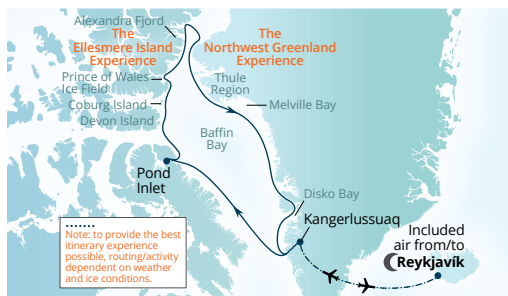 Alexandra Fjord
The
Ellesmere Island
Experience
The
Northwest Greenland
Experience
Prince of Wales
Ice Field
Thule
Region
Coburg Island
Melville Bay
Devon Island
Baffin
Bay
Pond
Inlet
Disko Bay
Kangerlussuaq
Included
air from/to
Reykjavík
Note: to provide the best
itinerary experience
possible, routing/activity
dependent on weather
and ice conditions.